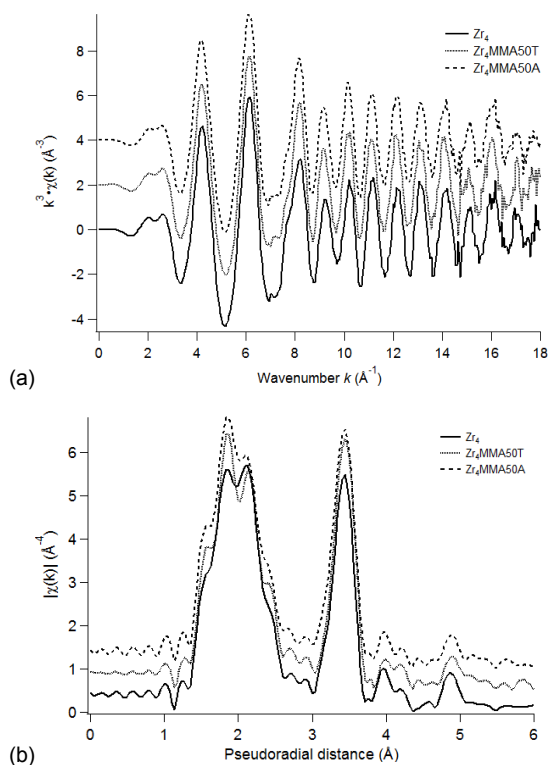 8
6
4
2
0
-2
-4
k³•χ(k) (Å⁻³)
Zr₄
Zr₄MMA50T
Zr₄MMA50A
0 2 4 6 8 10 12 14 16 18
Wavenumber k (Å⁻¹)
(a)
6
5
4
3
2
1
0
|χ(k)| (Å⁻⁴)
Zr₄
Zr₄MMA50T
Zr₄MMA50A
0 1 2 3 4 5 6
Pseudoradial distance (Å)
(b)